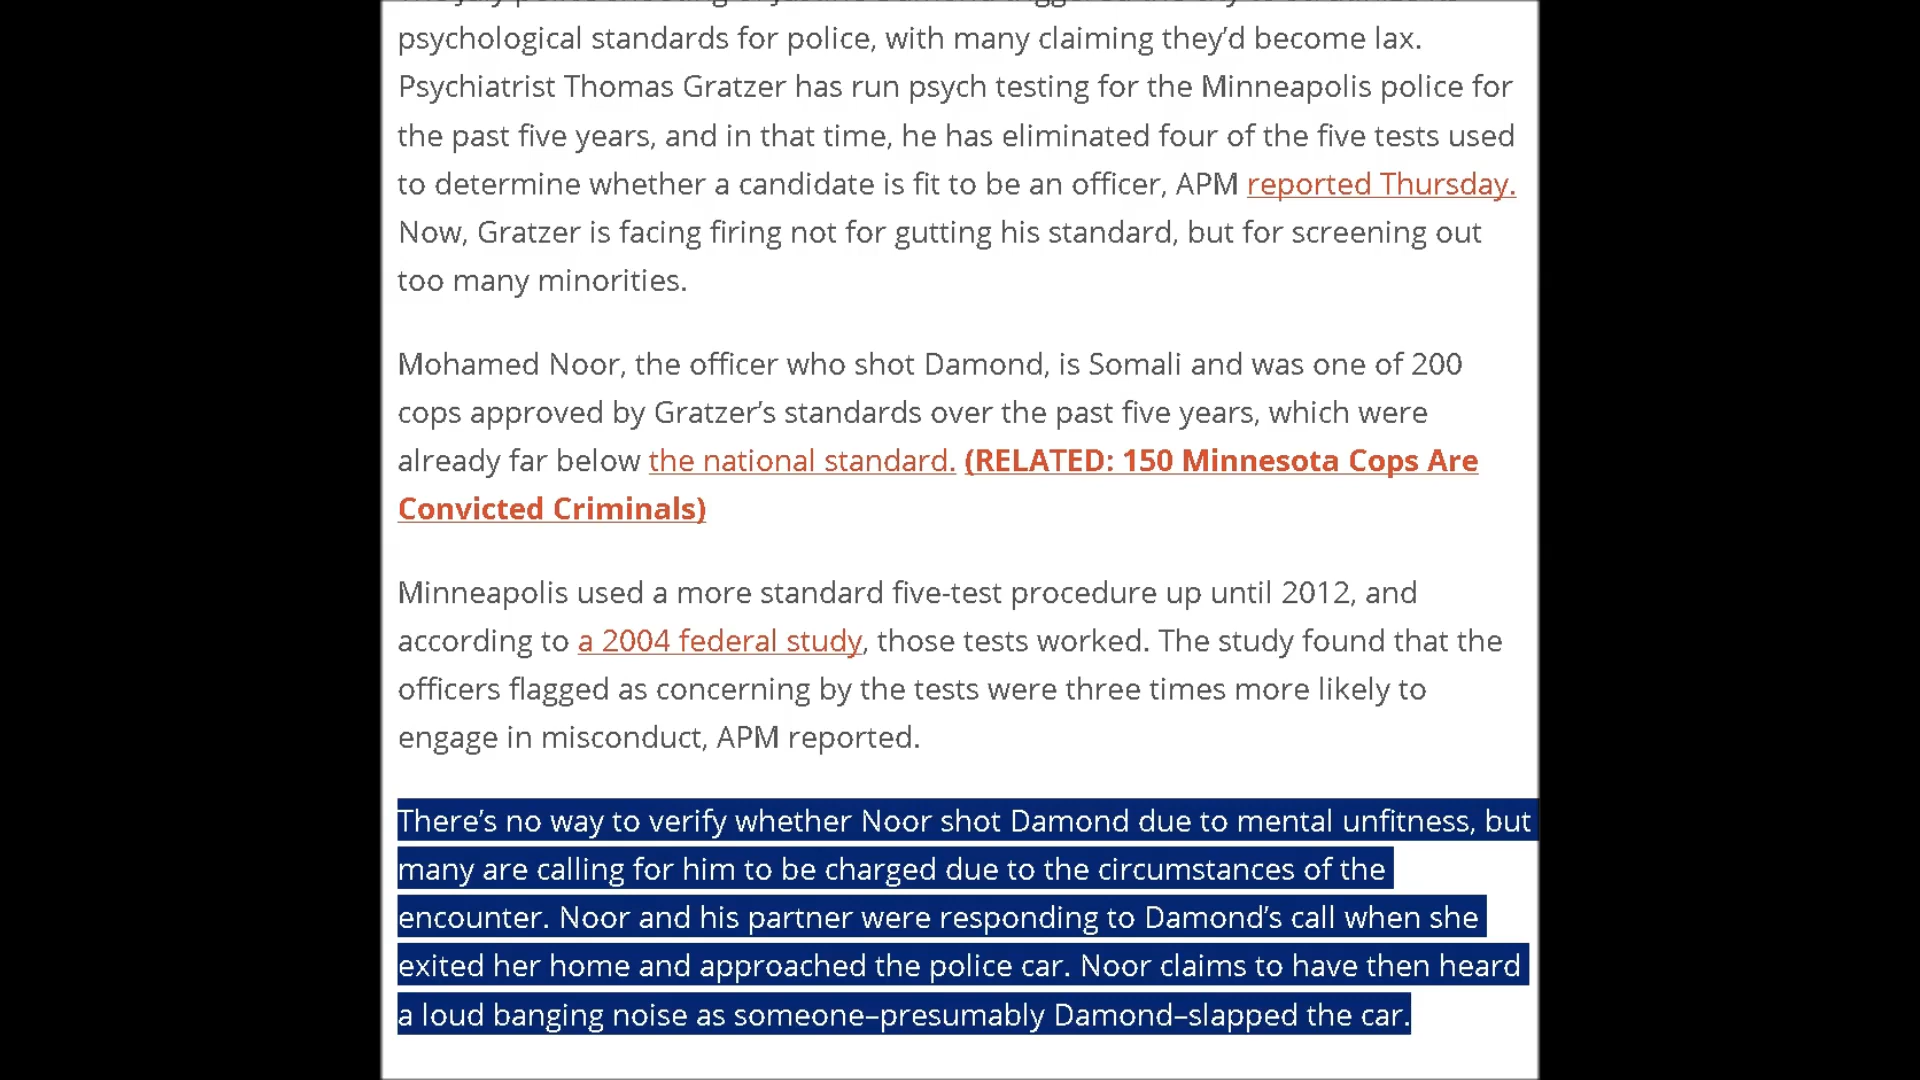 psychological standards for police, with many claiming they’d become lax.
Psychiatrist Thomas Gratzer has run psych testing for the Minneapolis police for
the past five years, and in that time, he has eliminated four of the five tests used
to determine whether a candidate is fit to be an officer, APM reported Thursday.
Now, Gratzer is facing firing not for gutting his standard, but for screening out
too many minorities.
Mohamed Noor, the officer who shot Damond, is Somali and was one of 200
cops approved by Gratzer’s standards over the past five years, which were
already far below the national standard. (RELATED: 150 Minnesota Cops Are
Convicted Criminals)
Minneapolis used a more standard five-test procedure up until 2012, and
according to a 2004 federal study, those tests worked. The study found that the
officers flagged as concerning by the tests were three times more likely to
engage in misconduct, APM reported.
There’s no way to verify whether Noor shot Damond due to mental unfitness, but
many are calling for him to be charged due to the circumstances of the
encounter. Noor and his partner were responding to Damond’s call when she
exited her home and approached the police car. Noor claims to have then heard
a loud banging noise as someone–presumably Damond–slapped the car.